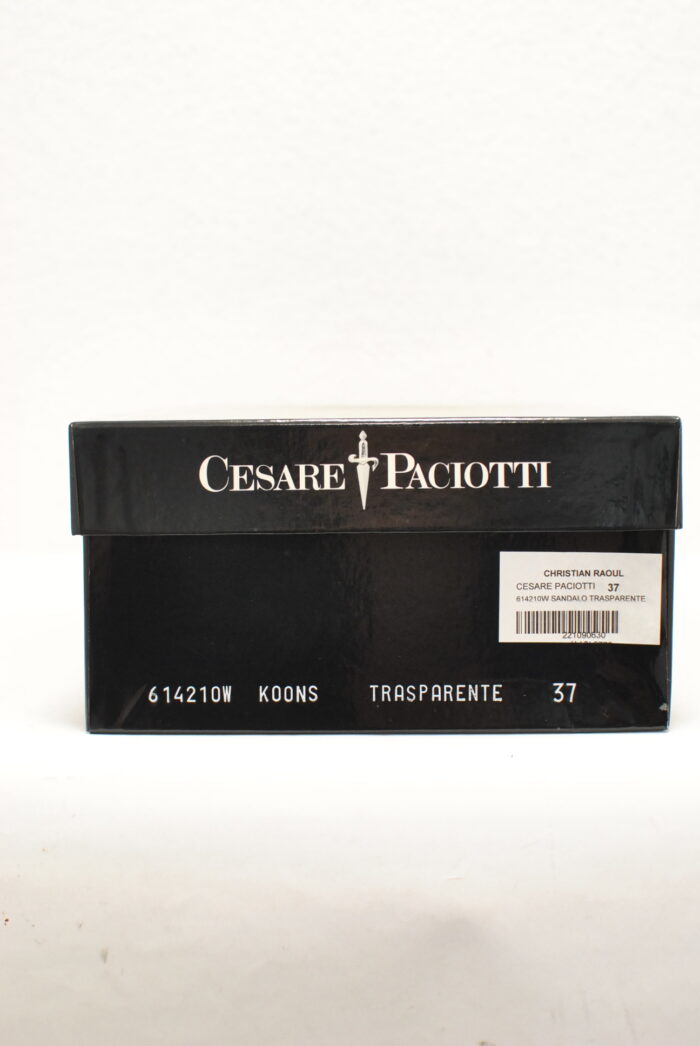 CESARE PACIOTTI
CHRISTIAN RAOUL
CESARE PACIOTTI 37
614210W SANDALO TRASPARENTE
221090630
614210W KOONS TRASPARENTE 37